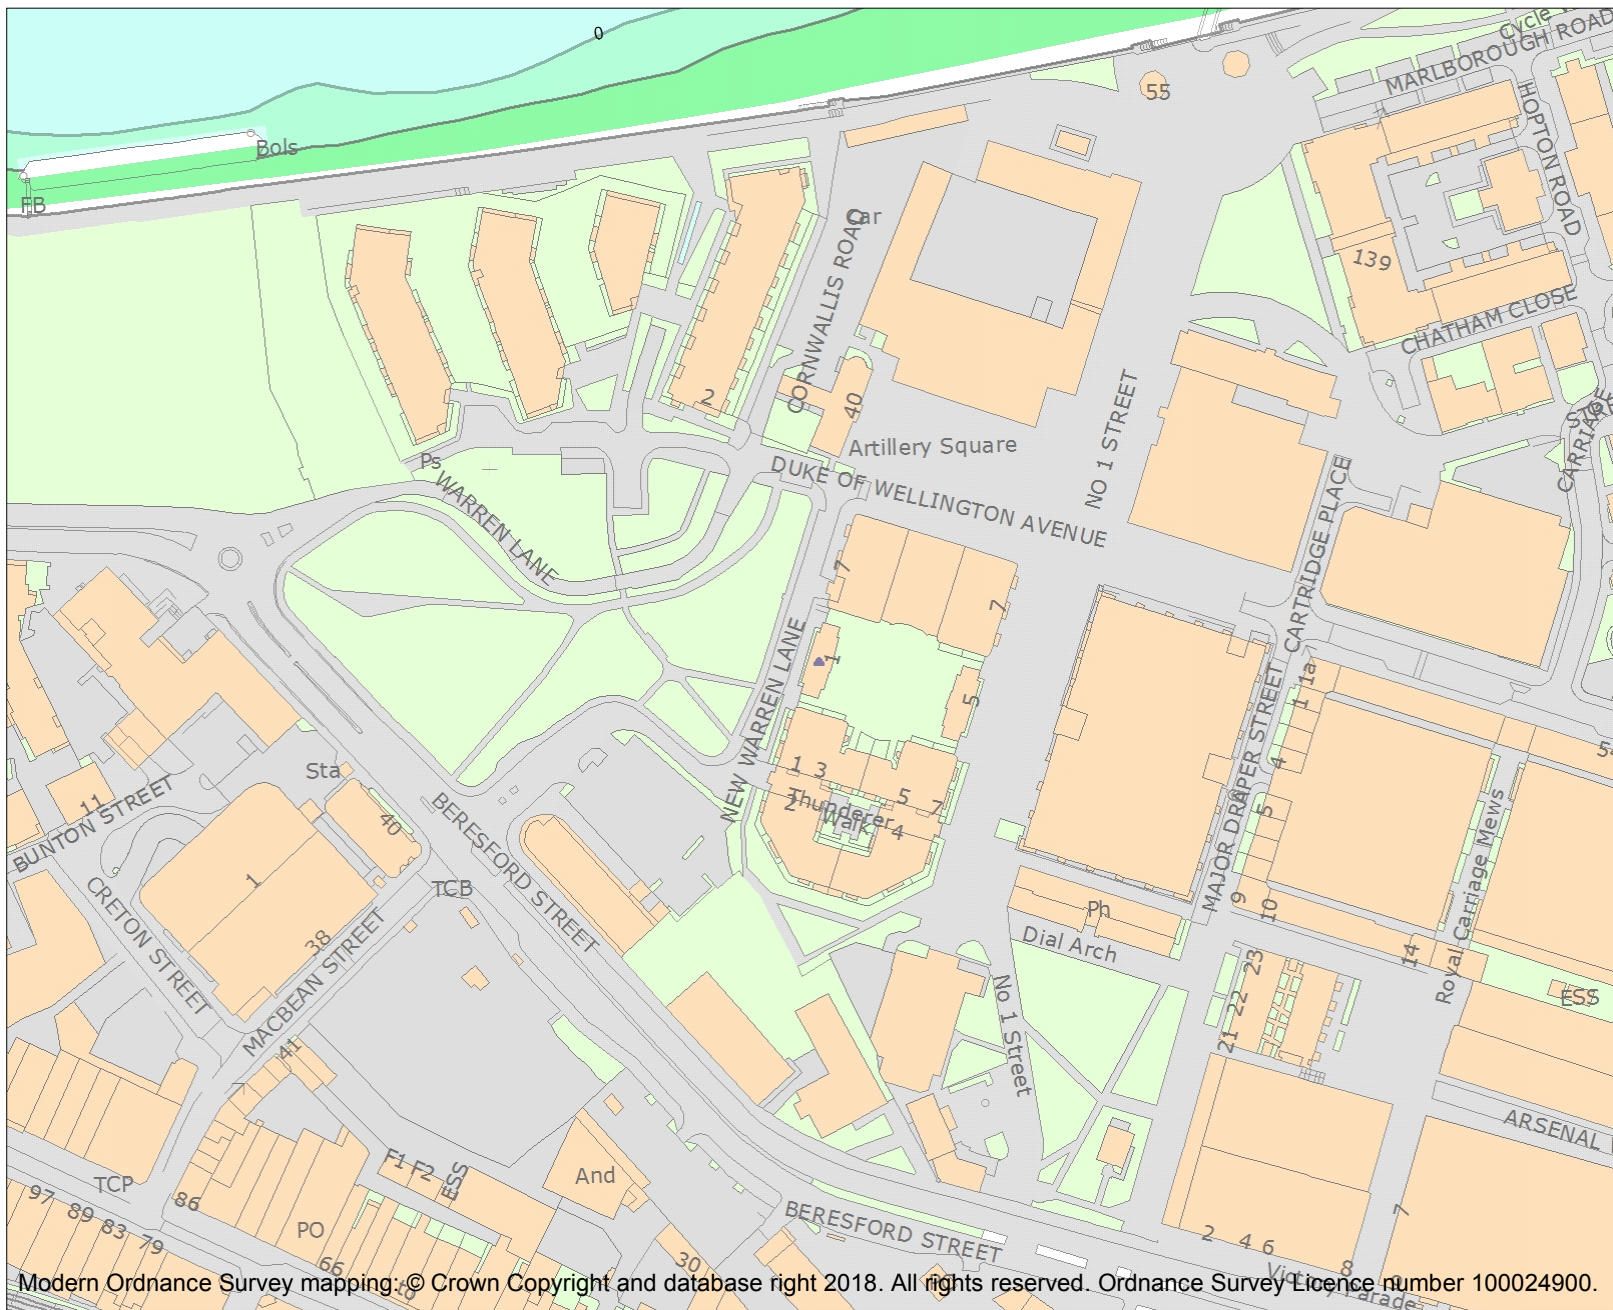 0
Cycle
MARLBOROUGH ROAD
55
HOPTON ROAD
Bols
FB
Car
CORNWALLIS ROAD
139
CHATHAM CLOSE
2
40
NO 1 STREET
Artillery Square
CARRIAGE
Ps
WARREN LANE
DUKE OF WELLINGTON AVENUE
CARTRIDGE PLACE
7
7
1
NEW WARREN LANE
5
1a
1
MAJOR DRAPER STREET
4
5
9
10
Sta
11
BUNTON STREET
40
BERESFORD STREET
1 3
2
Thunderer
Walk
5
7
4
Royal Carriage Mews
1
TCB
CRETON STREET
38
MACBEAN STREET
Ph
Dial Arch
14
23
22
21
ESS
No 1 Street
41
ARSENAL
F1 F2
ESS
And
TCP
97
89
83
79
86
PO
66
to
30
BERESFORD STREET
2
4
6
8
7
Victory Parade
Modern Ordnance Survey mapping: © Crown Copyright and database right 2018. All rights reserved. Ordnance Survey Licence number 100024900.